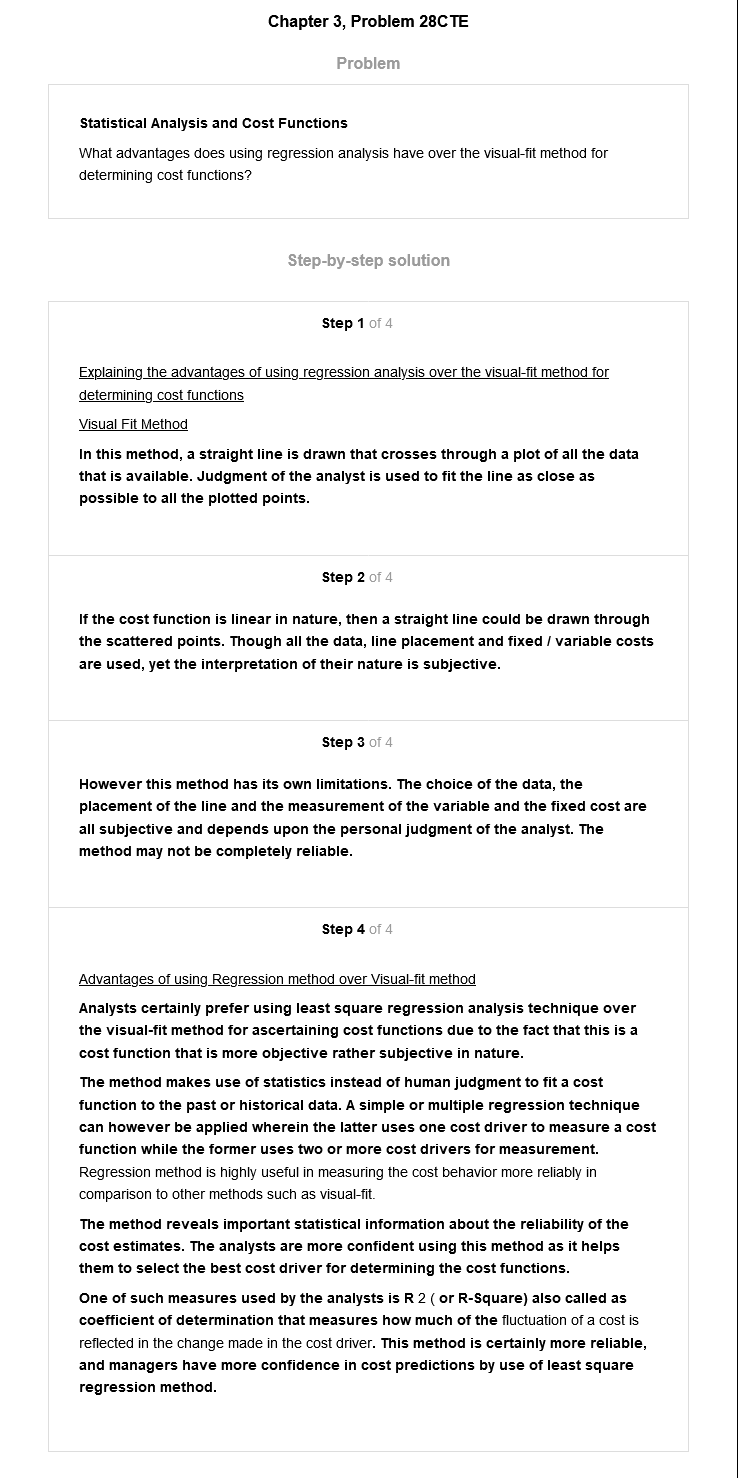 Chapter 3, Problem 28CTE
Problem
Statistical Analysis and Cost Functions
What advantages does using regression analysis have over the visual-fit method for
determining cost functions?
Step-by-step solution
Step 1 of 4
Explaining the advantages of using regression analysis over the visual-fit method for
determining cost functions
Visual Fit Method
In this method, a straight line is drawn that crosses through a plot of all the data
that is available. Judgment of the analyst is used to fit the line as close as
possible to all the plotted points.
Step 2 of 4
If the cost function is linear in nature, then a straight line could be drawn through
the scattered points. Though all the data, line placement and fixed / variable costs
are used, yet the interpretation of their nature is subjective.
Step 3 of 4
However this method has its own limitations. The choice of the data, the
placement of the line and the measurement of the variable and the fixed cost are
all subjective and depends upon the personal judgment of the analyst. The
method may not be completely reliable.
Step 4 of 4
Advantages of using Regression method over Visual-fit method
Analysts certainly prefer using least square regression analysis technique over
the visual-fit method for ascertaining cost functions due to the fact that this is a
cost function that is more objective rather subjective in nature.
The method makes use of statistics instead of human judgment to fit a cost
function to the past or historical data. A simple or multiple regression technique
can however be applied wherein the latter uses one cost driver to measure a cost
function while the former uses two or more cost drivers for measurement.
Regression method is highly useful in measuring the cost behavior more reliably in
comparison to other methods such as visual-fit.
The method reveals important statistical information about the reliability of the
cost estimates. The analysts are more confident using this method as it helps
them to select the best cost driver for determining the cost functions.
One of such measures used by the analysts is R 2 ( or R-Square) also called as
coefficient of determination that measures how much of the fluctuation of a cost is
reflected in the change made in the cost driver. This method is certainly more reliable,
and managers have more confidence in cost predictions by use of least square
regression method.